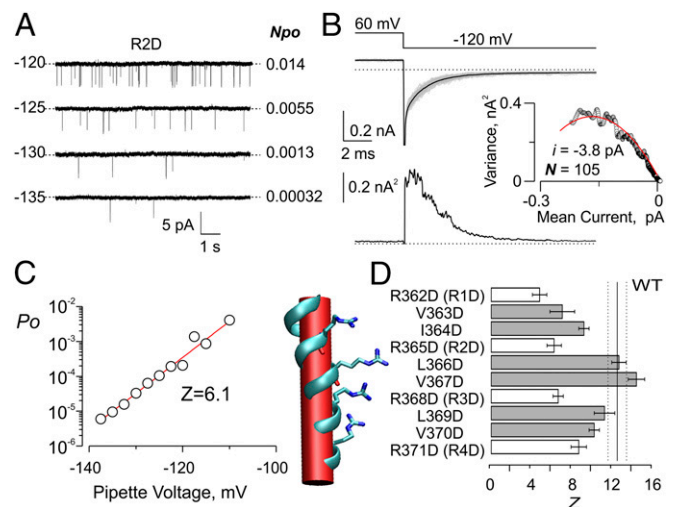 A
R2D
Npo
-120
0.014
-125
0.0055
-130
0.0013
-135
0.00032
5 pA
1 s
B
60 mV
-120 mV
0.2 nA
2 ms
0.2 nA²
Variance, nA²
0.4
0
i = -3.8 pA
N = 105
-0.3
0
Mean Current, pA
C
Po
10⁻²
10⁻³
10⁻⁴
10⁻⁵
10⁻⁶
Z=6.1
-140
-120
-100
Pipette Voltage, mV
D
WT
R362D (R1D)
V363D
I364D
R365D (R2D)
L366D
V367D
R368D (R3D)
L369D
V370D
R371D (R4D)
0 4 8 12 16
Z